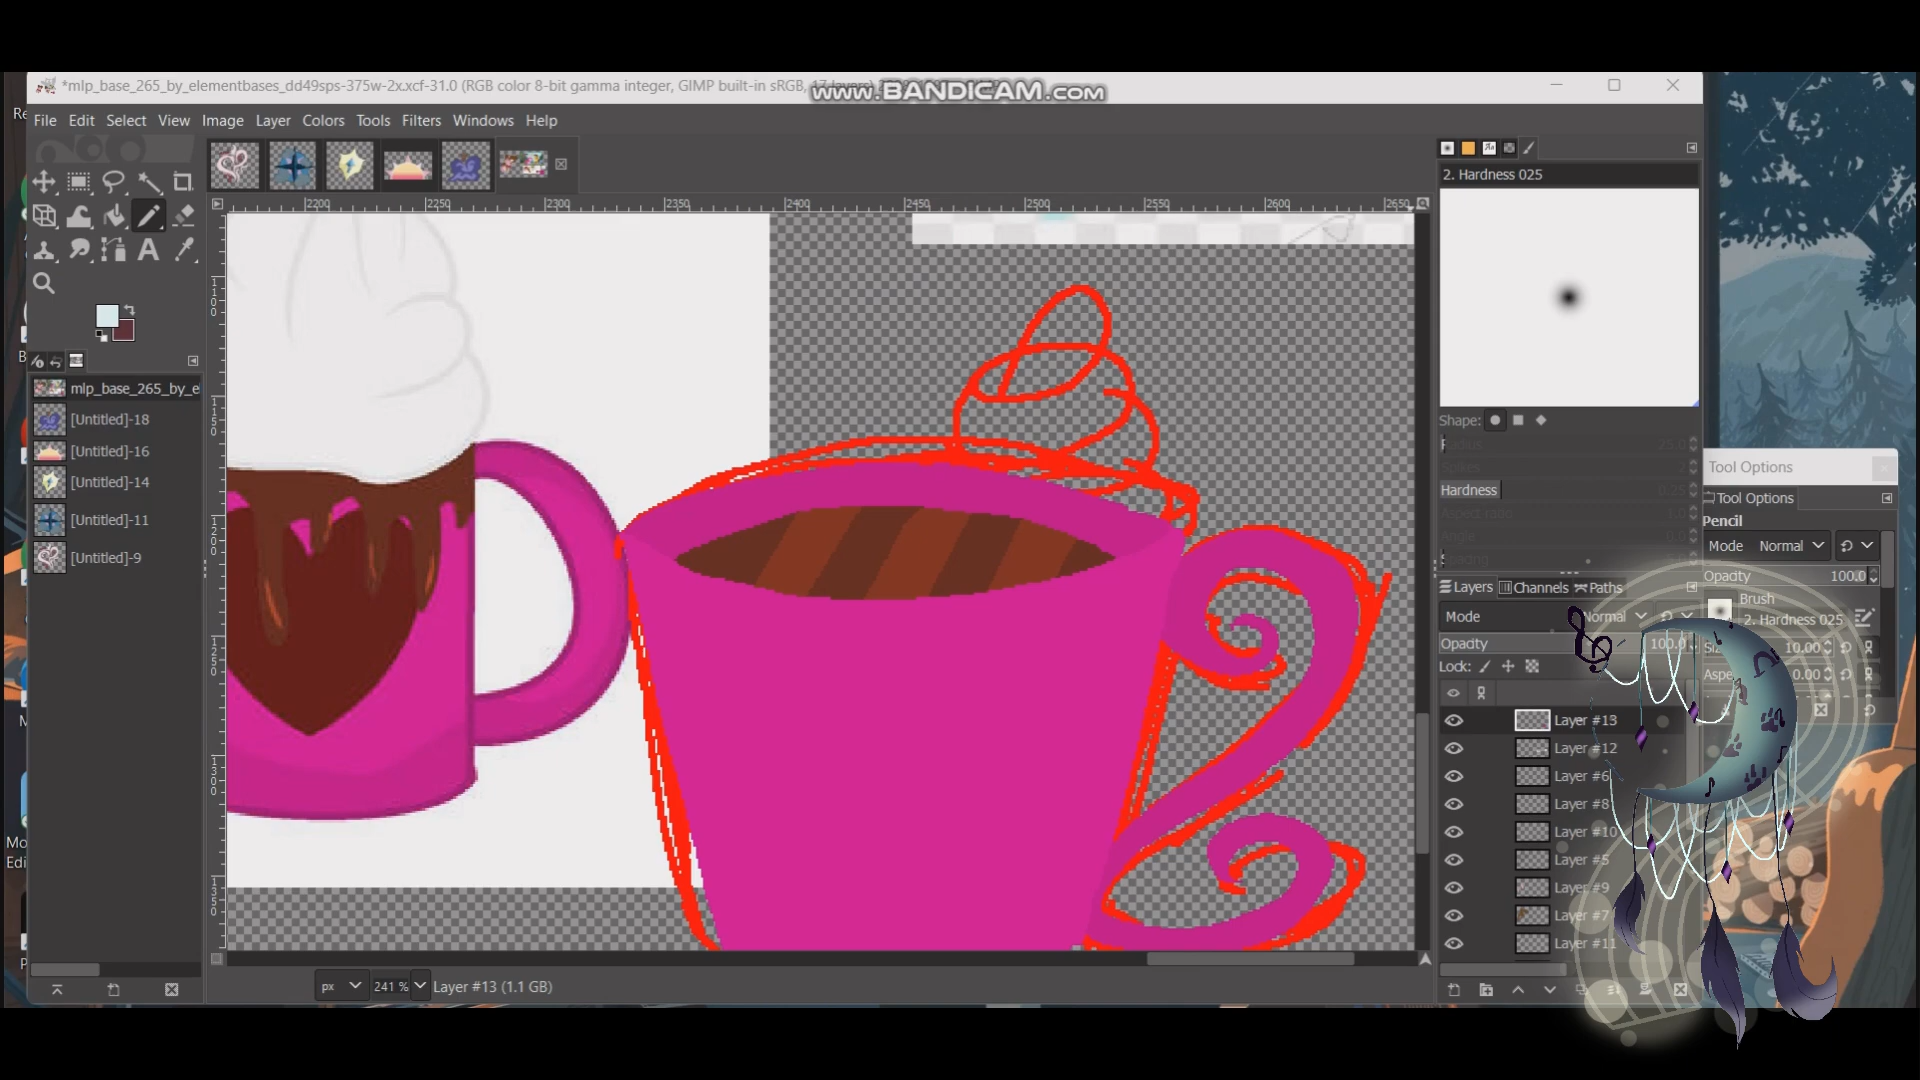 *mlp_base_265_by_elementbases_dd49sps-375w-2x.xcf-31.0 (RGB color 8-bit gamma integer, GIMP built-in sRGB,
www.BANDICAM.com
File Edit Select View Image Layer Colors Tools Filters Windows Help
2. Hardness 025
2200 2250 2300 2350 2400 2450 2500 2550 2600 2650
Shape:
Hardness
mlp_base_265_by_e
[Untitled]-18
[Untitled]-16
[Untitled]-14
[Untitled]-11
[Untitled]-9
Tool Options
Tool Options
Pencil
Mode Normal
Opacity 100.0
Brush
2. Hardness 025
10.00
0.00
Layers Channels Paths
Mode Normal
Opacity 100.0
Lock:
Layer #13
Layer #12
Layer #6
Layer #8
Layer #10
Layer #5
Layer #9
Layer #7
Layer #11
px 241 % Layer #13 (1.1 GB)